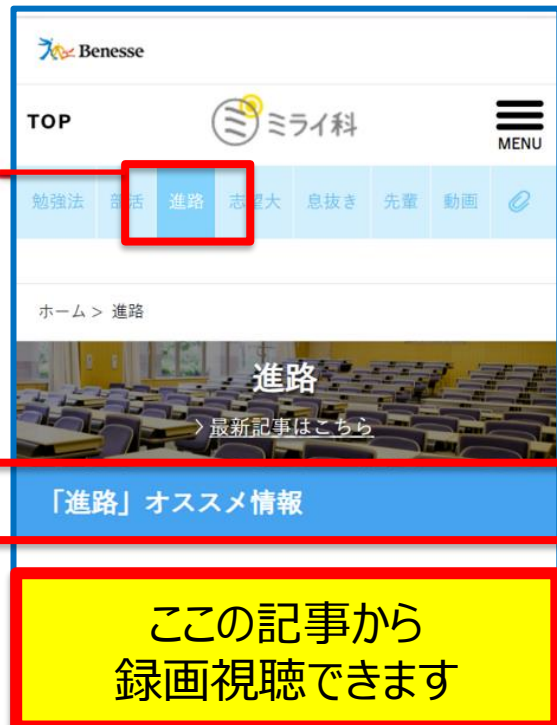 Benesse
TOP
ミライ科
MENU
勉強法 部活 進路 志望大 息抜き 先輩 動画
ホーム > 進路
進路
>最新記事はこちら
「進路」オススメ情報
ここの記事から
録画視聴できます